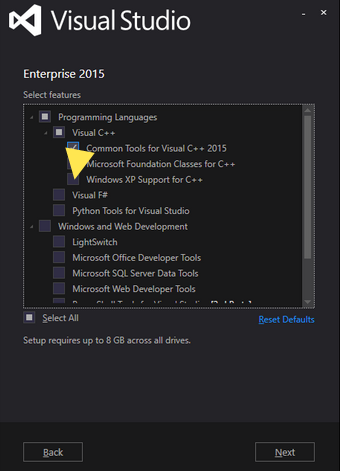 Visual Studio
Enterprise 2015
Select features
Programming Languages
Visual C++
Common Tools for Visual C++ 2015
Microsoft Foundation Classes for C++
Windows XP Support for C++
Visual F#
Python Tools for Visual Studio
Windows and Web Development
LightSwitch
Microsoft Office Developer Tools
Microsoft SQL Server Data Tools
Microsoft Web Developer Tools
Select All
Reset Defaults
Setup requires up to 8 GB across all drives.
Back
Next